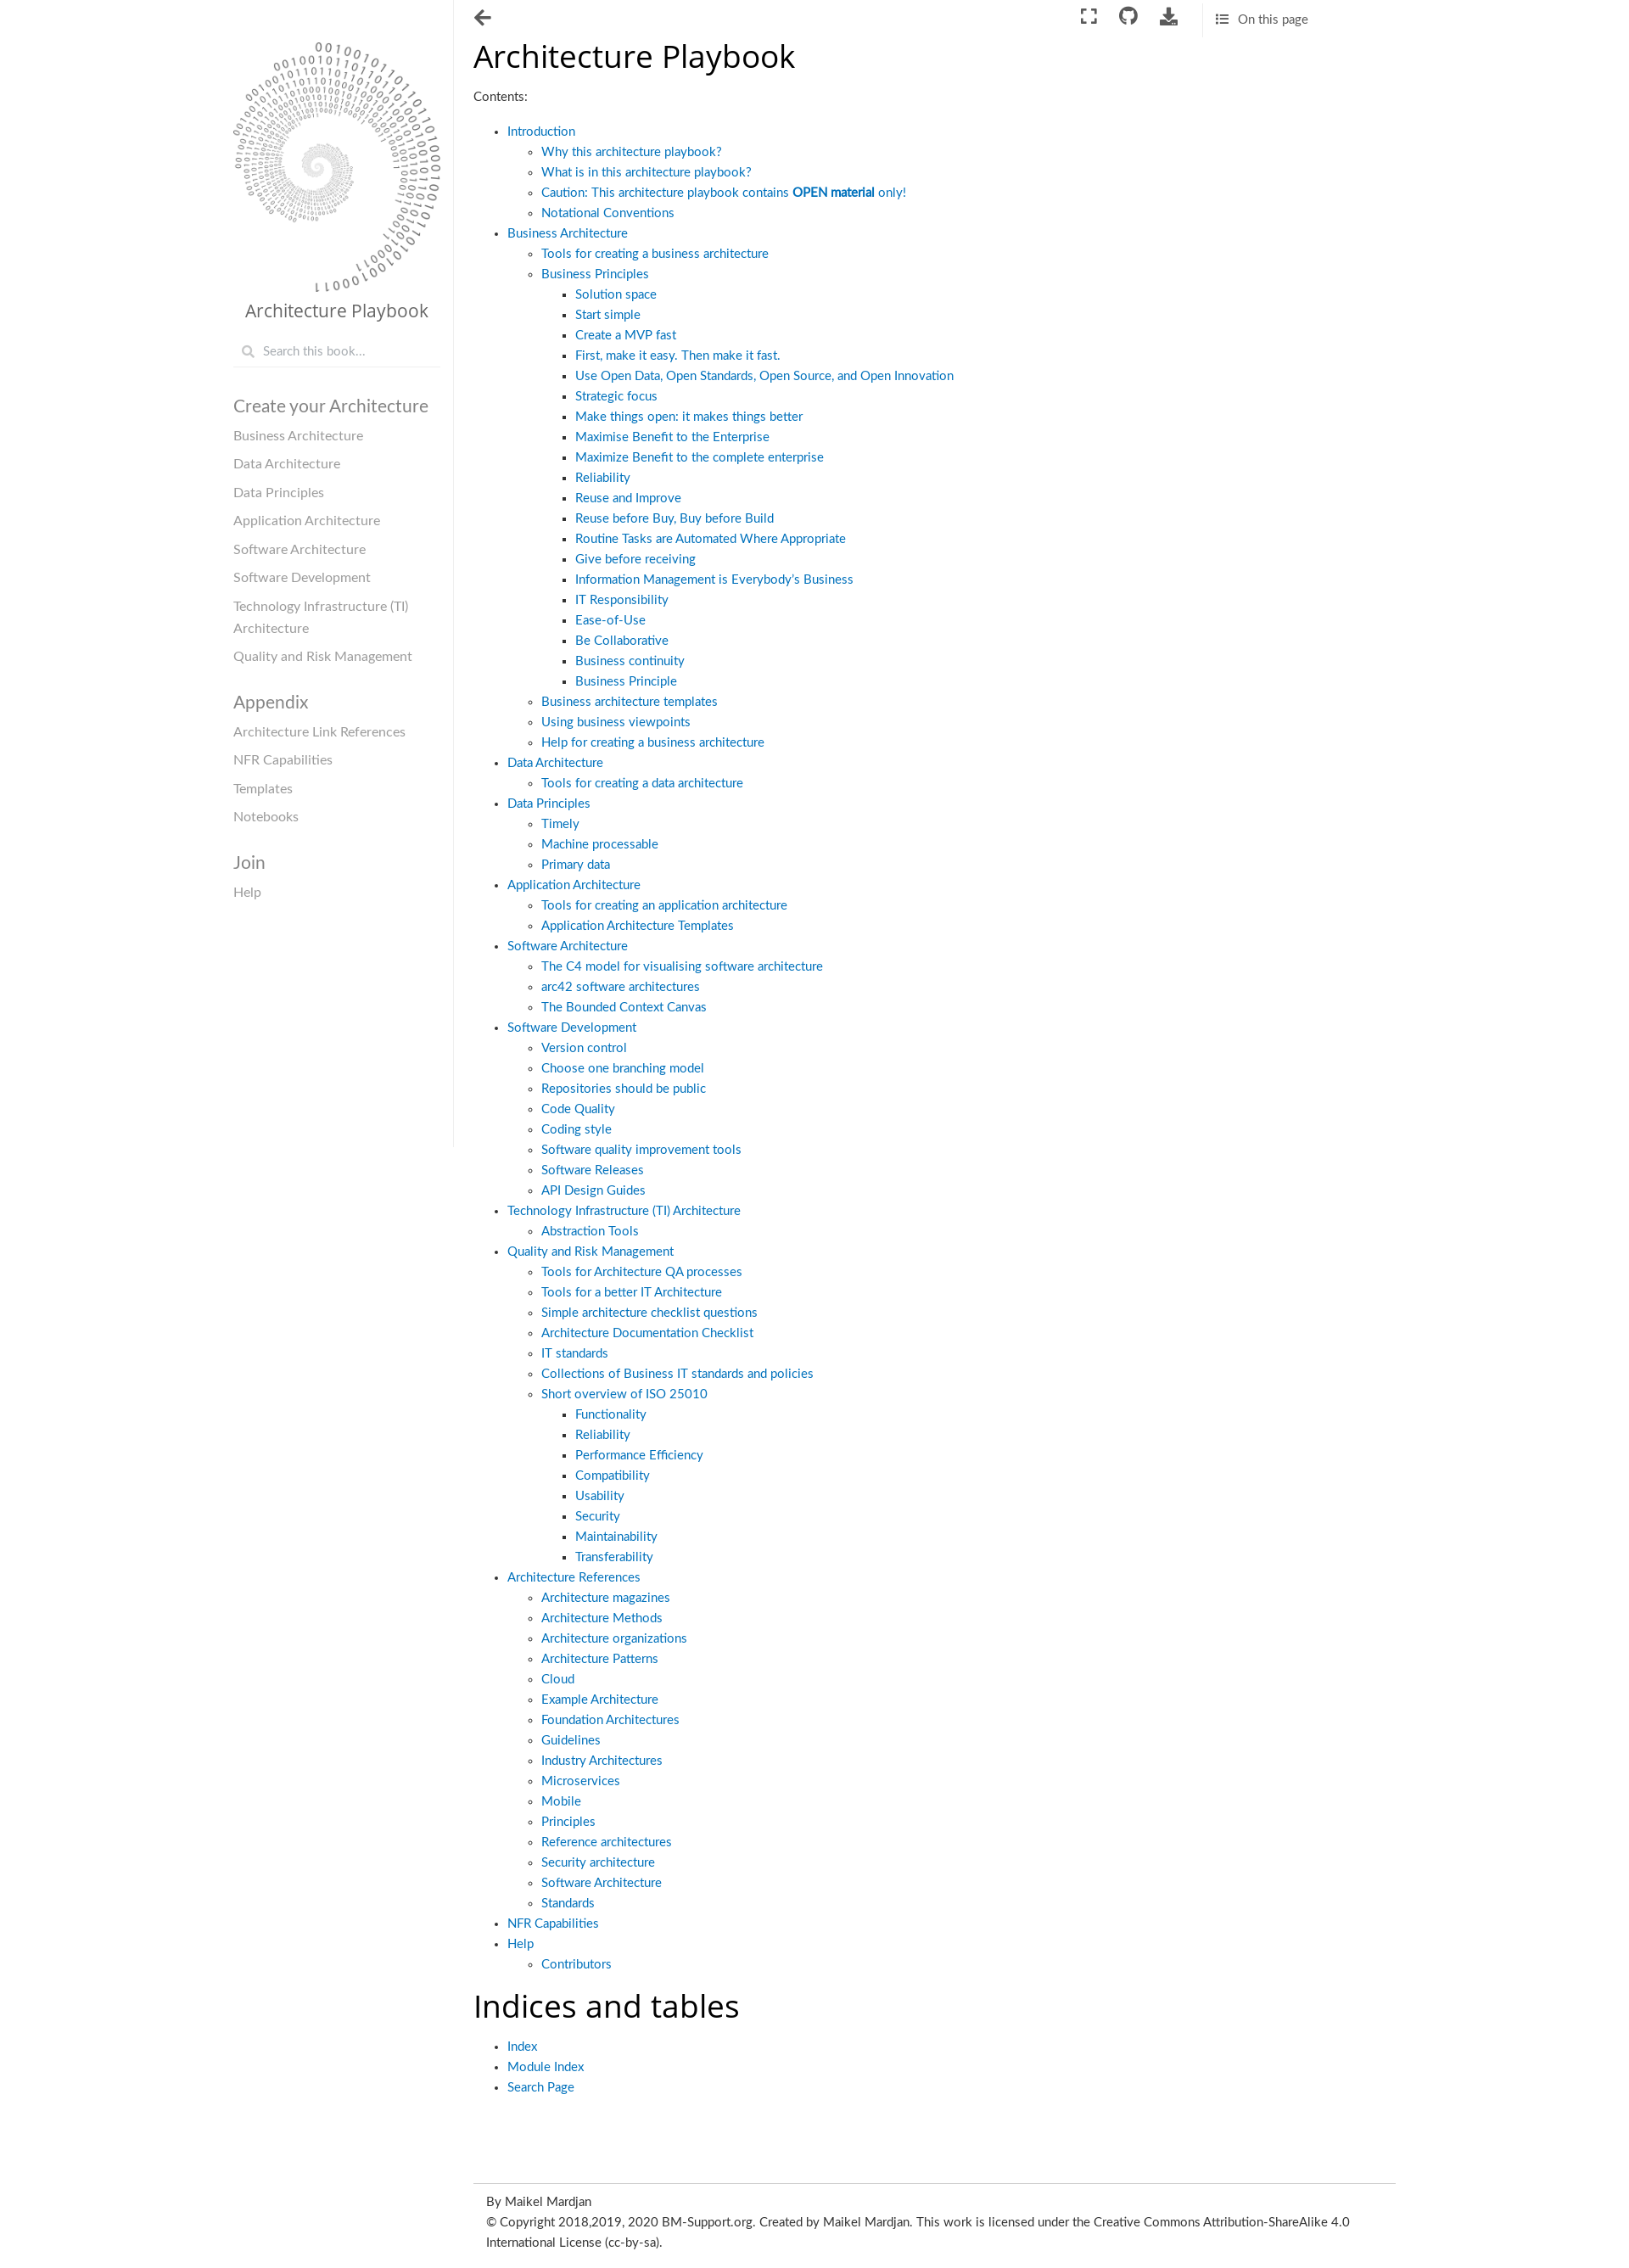 Architecture Playbook
Search this book...
Create your Architecture
Business Architecture
Data Architecture
Data Principles
Application Architecture
Software Architecture
Software Development
Technology Infrastructure (TI)
Architecture
Quality and Risk Management
Appendix
Architecture Link References
NFR Capabilities
Templates
Notebooks
Join
Help
On this page
Architecture Playbook
Contents:
Introduction
Why this architecture playbook?
What is in this architecture playbook?
Caution: This architecture playbook contains OPEN material only!
Notational Conventions
Business Architecture
Tools for creating a business architecture
Business Principles
Solution space
Start simple
Create a MVP fast
First, make it easy. Then make it fast.
Use Open Data, Open Standards, Open Source, and Open Innovation
Strategic focus
Make things open: it makes things better
Maximise Benefit to the Enterprise
Maximize Benefit to the complete enterprise
Reliability
Reuse and Improve
Reuse before Buy, Buy before Build
Routine Tasks are Automated Where Appropriate
Give before receiving
Information Management is Everybody’s Business
IT Responsibility
Ease-of-Use
Be Collaborative
Business continuity
Business Principle
Business architecture templates
Using business viewpoints
Help for creating a business architecture
Data Architecture
Tools for creating a data architecture
Data Principles
Timely
Machine processable
Primary data
Application Architecture
Tools for creating an application architecture
Application Architecture Templates
Software Architecture
The C4 model for visualising software architecture
arc42 software architectures
The Bounded Context Canvas
Software Development
Version control
Choose one branching model
Repositories should be public
Code Quality
Coding style
Software quality improvement tools
Software Releases
API Design Guides
Technology Infrastructure (TI) Architecture
Abstraction Tools
Quality and Risk Management
Tools for Architecture QA processes
Tools for a better IT Architecture
Simple architecture checklist questions
Architecture Documentation Checklist
IT standards
Collections of Business IT standards and policies
Short overview of ISO 25010
Functionality
Reliability
Performance Efficiency
Compatibility
Usability
Security
Maintainability
Transferability
Architecture References
Architecture magazines
Architecture Methods
Architecture organizations
Architecture Patterns
Cloud
Example Architecture
Foundation Architectures
Guidelines
Industry Architectures
Microservices
Mobile
Principles
Reference architectures
Security architecture
Software Architecture
Standards
NFR Capabilities
Help
Contributors
Indices and tables
Index
Module Index
Search Page
By Maikel Mardjan
© Copyright 2018,2019, 2020 BM-Support.org. Created by Maikel Mardjan. This work is licensed under the Creative Commons Attribution-ShareAlike 4.0
International License (cc-by-sa).